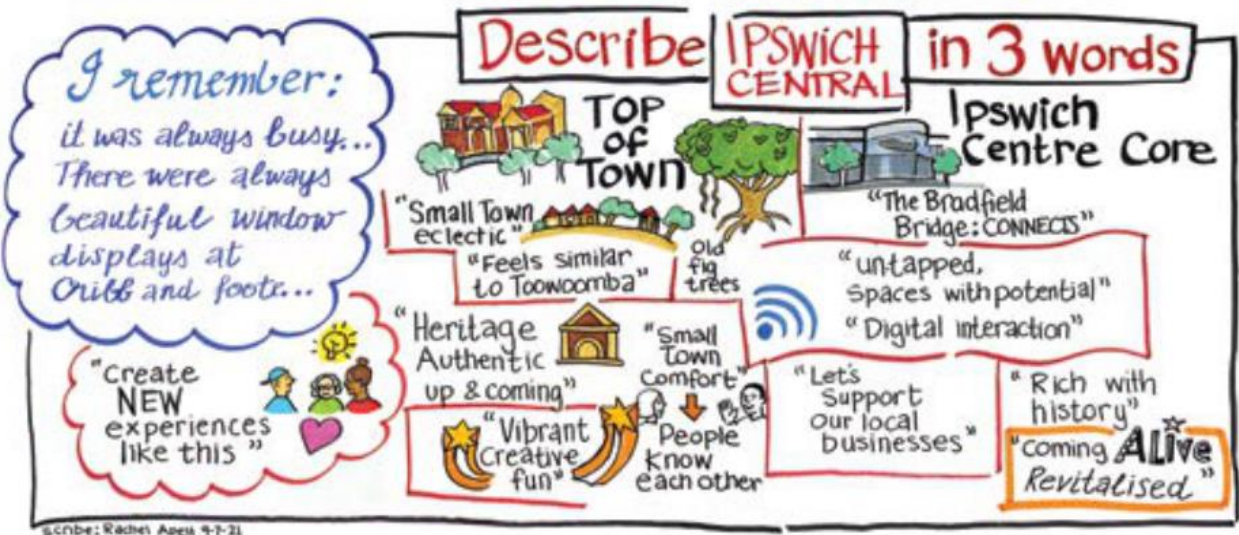 Describe IPSWICH CENTRAL in 3 words
I remember:
it was always busy...
There were always
beautiful window
displays at
Cribb and foote...
"Create
NEW
experiences
like this"
TOP
of
TOWN
"Small Town
eclectic"
"Feels similar
to Toowoomba"
Old
fig
trees
"Heritage
Authentic
up & coming"
"Small
Town
Comfort"
People
know
each other
"Vibrant
Creative
fun"
Ipswich
Centre Core
"The Bradfield
Bridge: CONNECTS"
"untapped,
spaces with potential"
"Digital interaction"
"Let's
Support
our local
businesses"
"Rich with
history"
"coming ALive
Revitalised"
scribe: Rachel